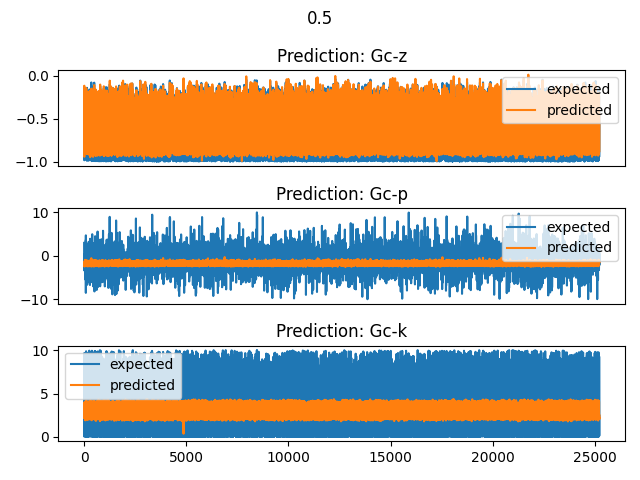 0.5
Prediction: Gc-z
0.0
−0.5
−1.0
expected
predicted
Prediction: Gc-p
10
0
−10
expected
predicted
Prediction: Gc-k
10
5
0
expected
predicted
0 5000 10000 15000 20000 25000